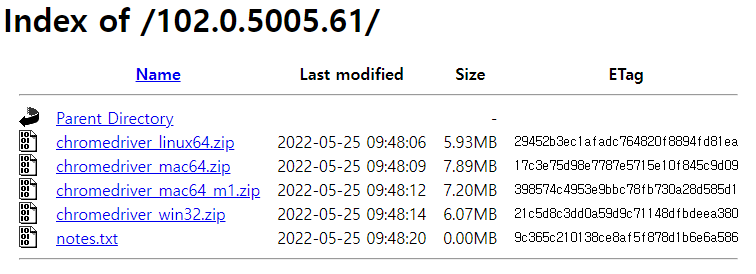 Index of /102.0.5005.61/
Name Last modified Size ETag
Parent Directory -
chromedriver_linux64.zip 2022-05-25 09:48:06 5.93MB 29452b3ec1afadc764820f8894fd81ea
chromedriver_mac64.zip 2022-05-25 09:48:09 7.89MB 17c3e75d98e7787e5715e10f845c9d09
chromedriver_mac64_m1.zip 2022-05-25 09:48:12 7.20MB 398574c4953e9bbc78fb730a28d585d1
chromedriver_win32.zip 2022-05-25 09:48:14 6.07MB 21c5d8c3dd0a59d9c71148dfbdeea380
notes.txt 2022-05-25 09:48:20 0.00MB 9c365c210138ce8af5f878d1b6e6a586